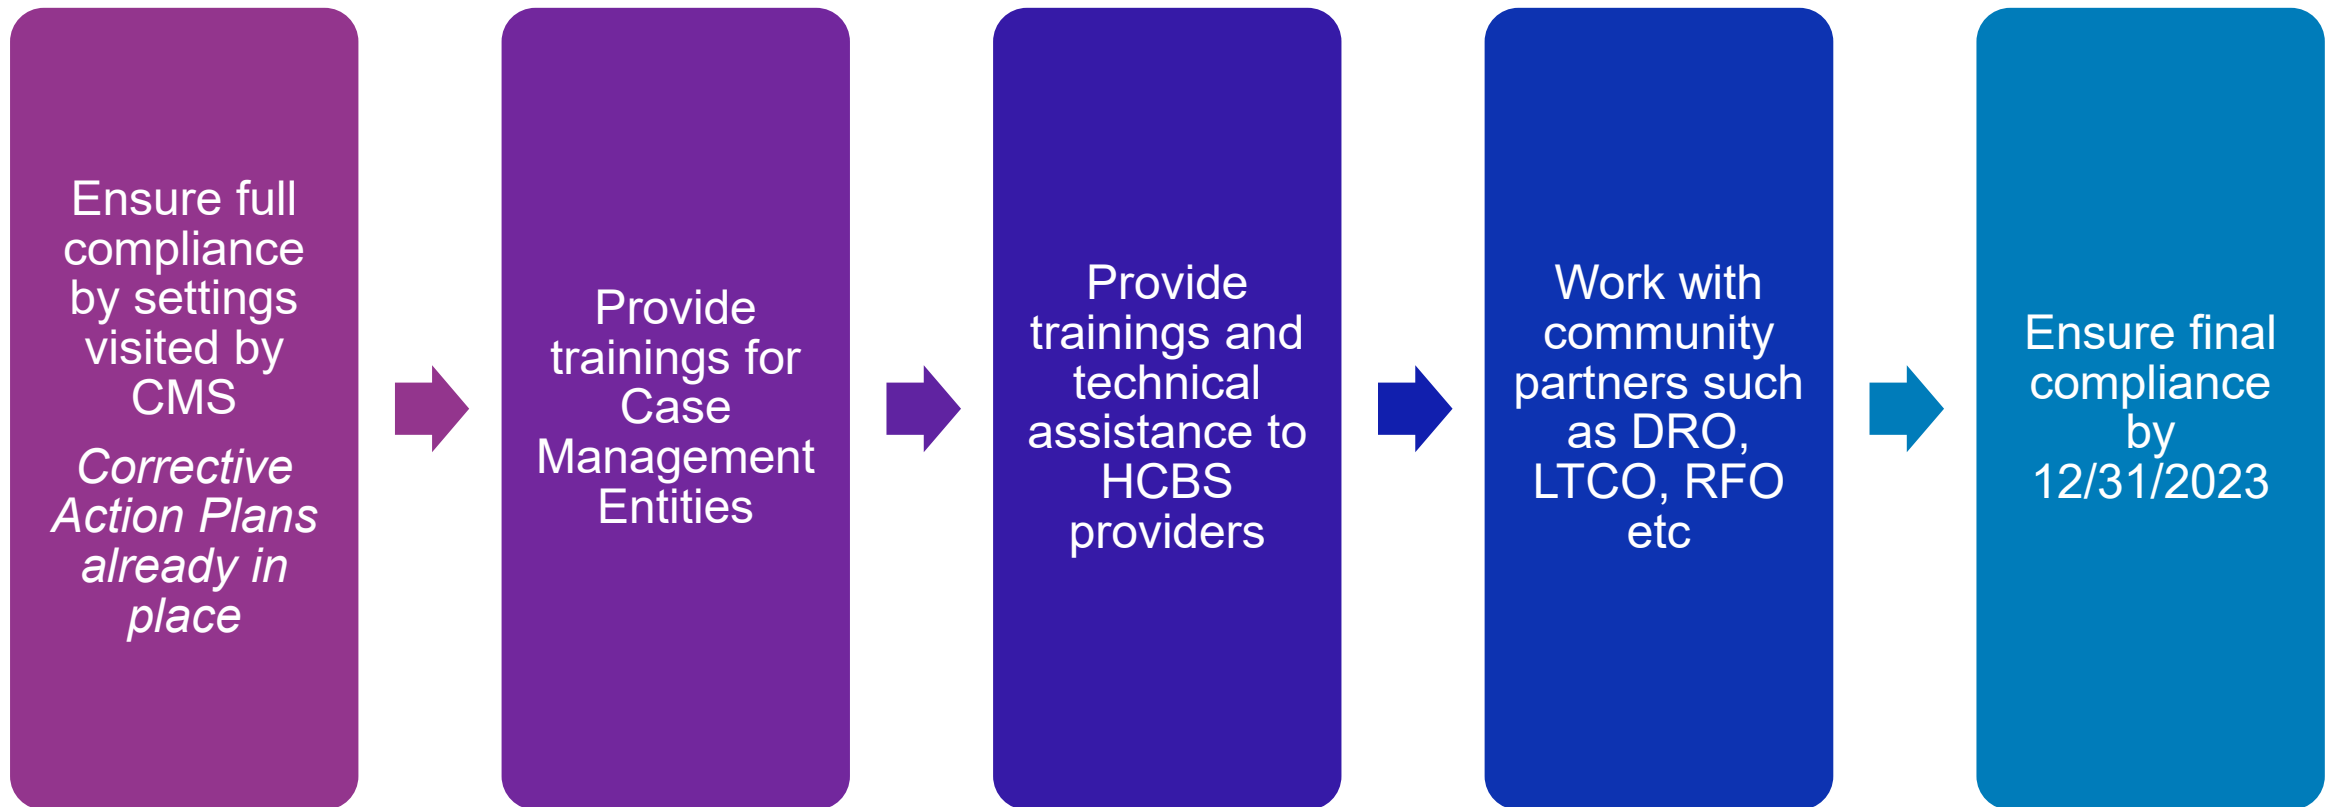 Ensure full
compliance
by settings
visited by
CMS
Corrective
Action Plans
already in
place
Provide
trainings for
Case
Management
Entities
Provide
trainings and
technical
assistance to
HCBS
providers
Work with
community
partners such
as DRO,
LTCO, RFO
etc
Ensure final
compliance
by
12/31/2023